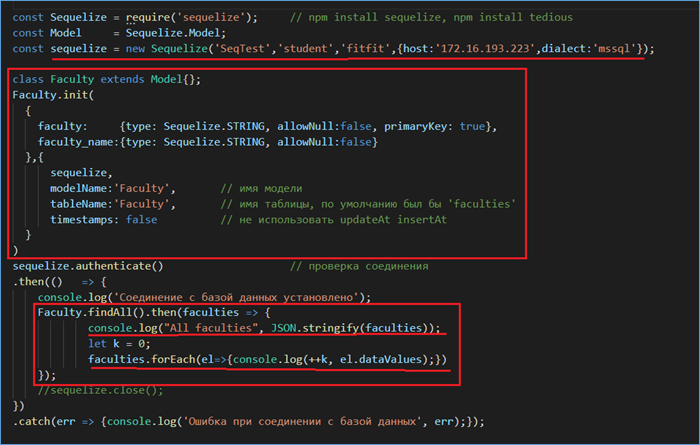 const Sequelize = require('sequelize');     // npm install sequelize, npm install tedious
const Model     = Sequelize.Model;
const sequelize = new Sequelize('SeqTest','student','fitfit',{host:'172.16.193.223',dialect:'mssql'});
class Faculty extends Model{};
Faculty.init(
  {
    faculty:     {type: Sequelize.STRING, allowNull:false, primaryKey: true},
    faculty_name:{type: Sequelize.STRING, allowNull:false}
  },{
      sequelize,
      modelName:'Faculty',       // имя модели
      tableName:'Faculty',       // имя таблицы, по умолчанию был бы 'faculties'
      timestamps: false          // не использовать updateAt insertAt
  }
)
sequelize.authenticate()                    // проверка соединения
.then(()   => {
    console.log('Соединение с базой данных установлено');
    Faculty.findAll().then(faculties => {
            console.log("All faculties", JSON.stringify(faculties));
            let k = 0;
            faculties.forEach(el=>{console.log(++k, el.dataValues);})
    });
    //sequelize.close();
})
.catch(err => {console.log('Ошибка при соединении с базой данных', err);});